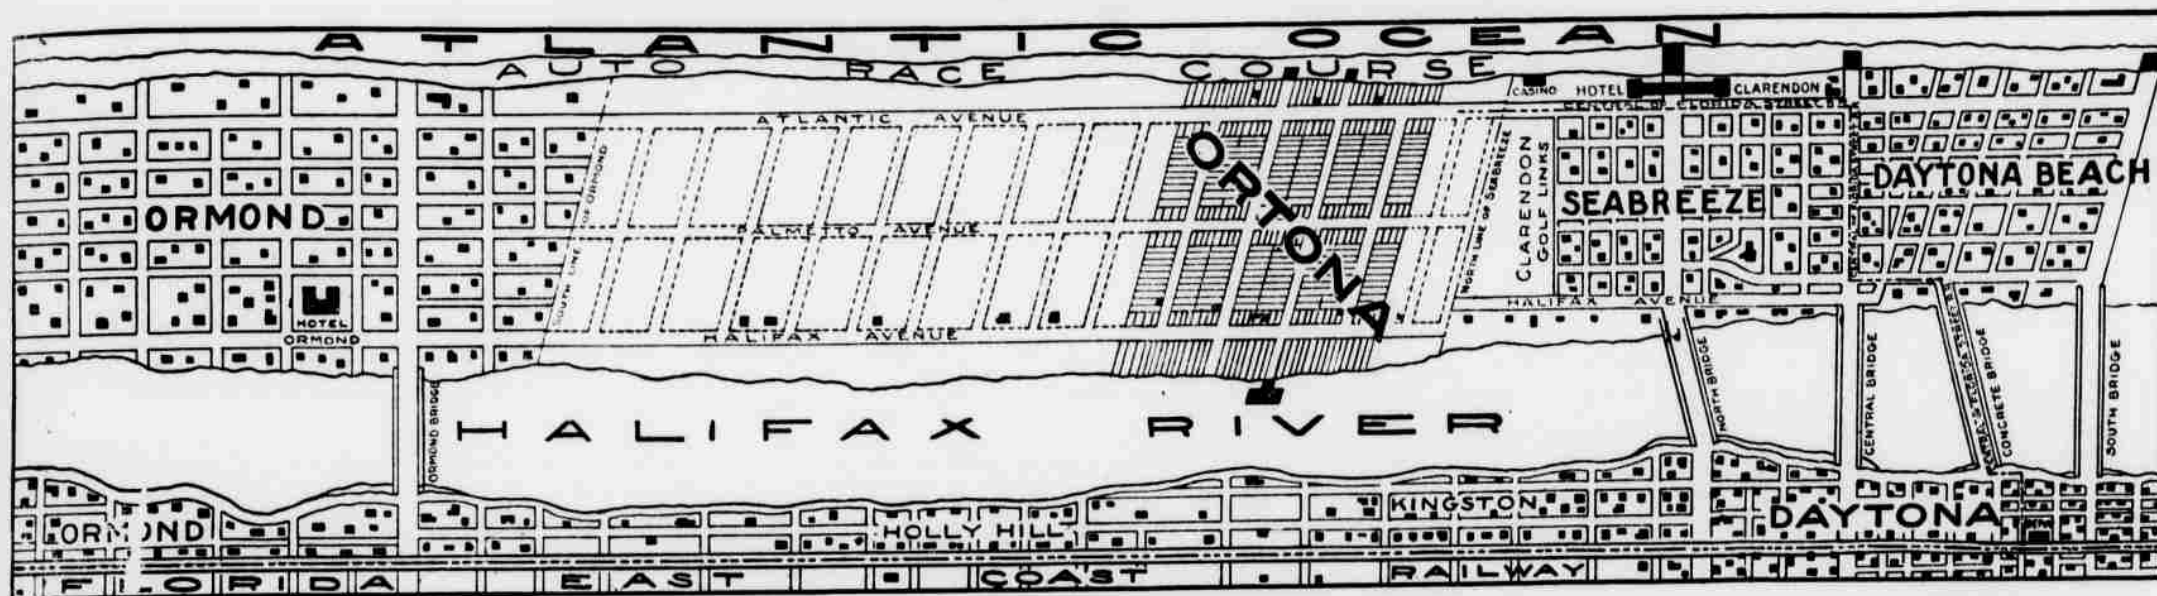 ATLANTIC OCEAN
AUTO RACE COURSE
CASINO
HOTEL CLARENDON
ATLANTIC AVENUE
SOUTH LINE OF ORMOND
ORTONA
NORTH LINE OF SEABREEZE
CLARENDON
GOLF LINKS
SEABREEZE
DAYTONA BEACH
ORMOND
PALMETTO AVENUE
HOTEL
ORMOND
HALIFAX AVENUE
HALIFAX AVENUE
ORMOND BRIDGE
HALIFAX RIVER
NORTH BRIDGE
CENTRAL BRIDGE
CONCRETE BRIDGE
SOUTH BRIDGE
ORMOND
HOLLY HILL
KINGSTON
DAYTONA
FLORIDA EAST COAST RAILWAY